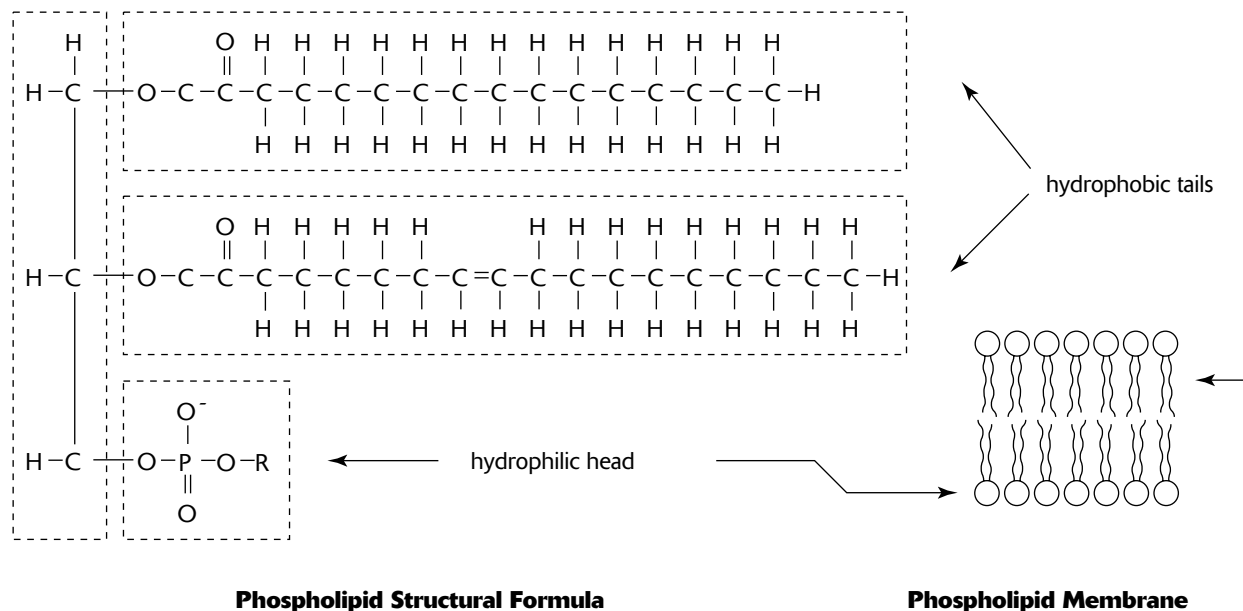 H O H H H H H H H H H H H H H H
H–C–O–C–C–C–C–C–C–C–C–C–C–C–C–C–C–C–C–H
H H H H H H H H H H H H H H
hydrophobic tails
O H H H H H H H H H H H H H H
H–C–O–C–C–C–C–C–C–C–C=C–C–C–C–C–C–C–C–C–C–H
H H H H H H H H H H H H H H H H
O-
H–C–O–P–O–R
hydrophilic head
O
Phospholipid Structural Formula
Phospholipid Membrane